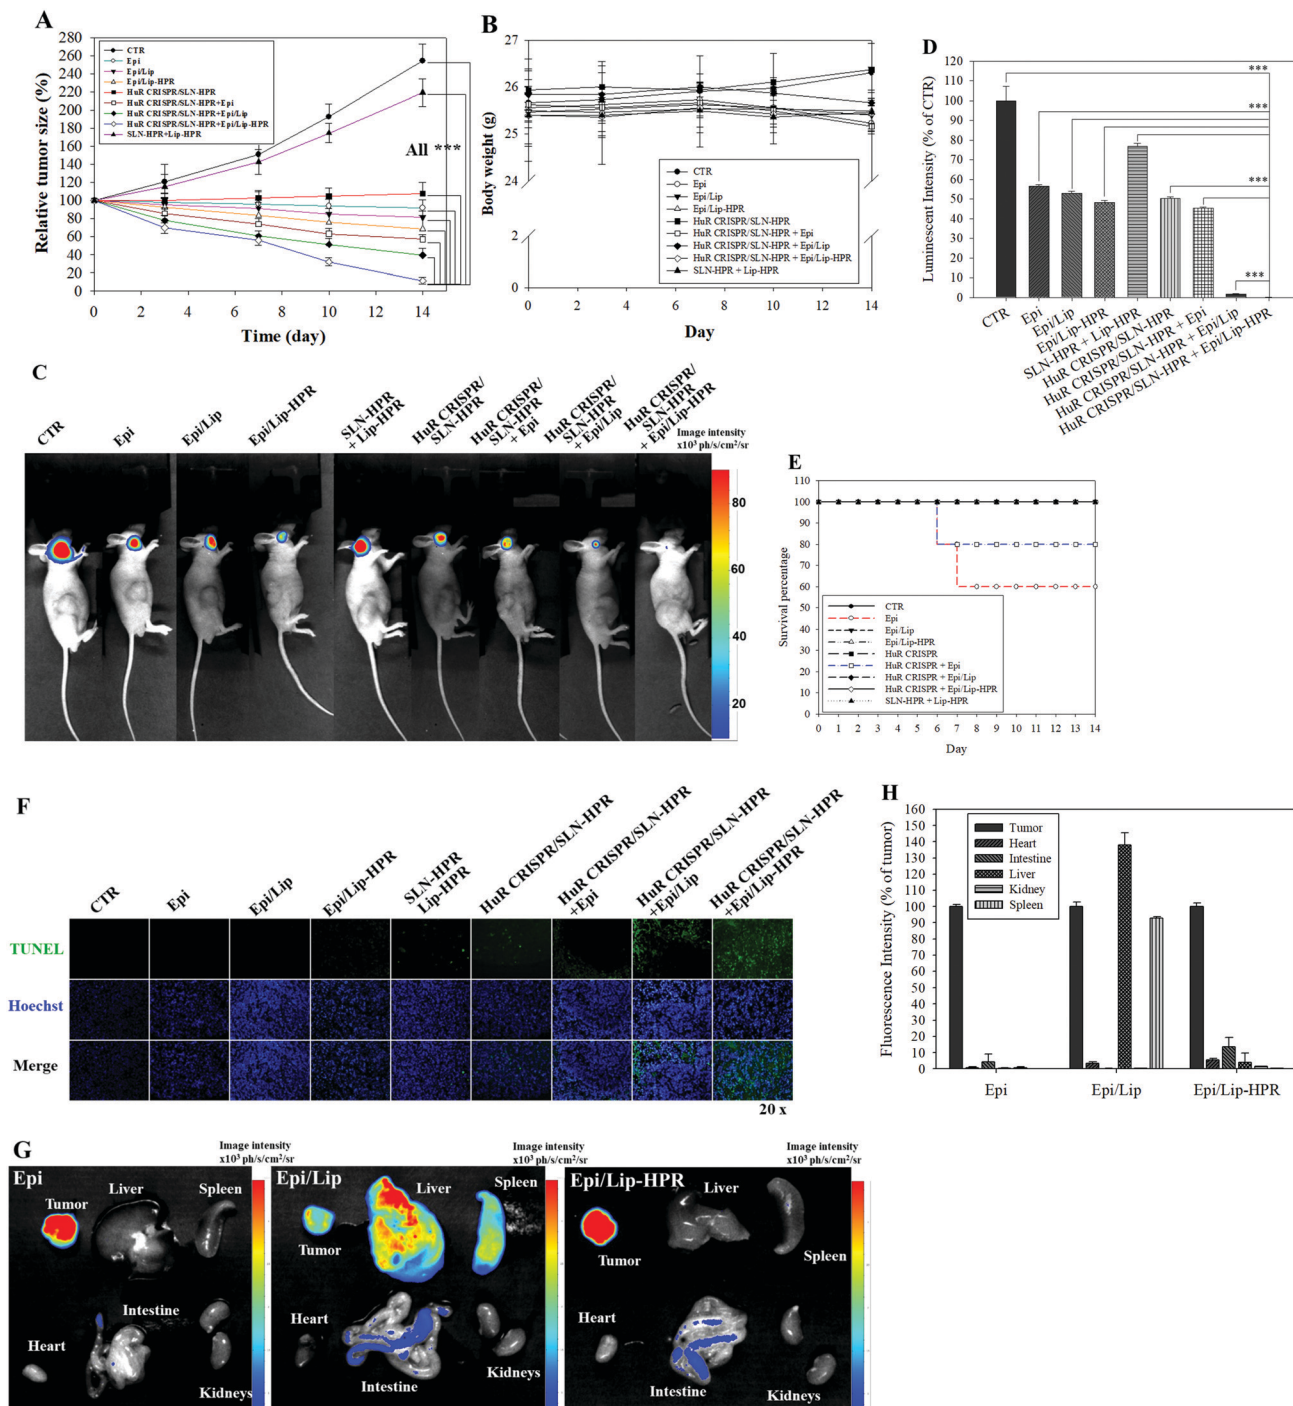 A
Relative tumor size (%)
280
260
240
220
200
180
160
140
120
100
80
60
40
20
0
CTR
Epi
Epi/Lip
Epi/Lip-HPR
HuR CRISPR/SLN-HPR
HuR CRISPR/SLN-HPR+Epi
HuR CRISPR/SLN-HPR+Epi/Lip
HuR CRISPR/SLN-HPR+Epi/Lip-HPR
SLN-HPR+Lip-HPR
All ***
0 2 4 6 8 10 12 14
Time (day)
B
Body weight (g)
27
26
25
24
2
0
CTR
Epi
Epi/Lip
Epi/Lip-HPR
HuR CRISPR/SLN-HPR
HuR CRISPR/SLN-HPR + Epi
HuR CRISPR/SLN-HPR + Epi/Lip
HuR CRISPR/SLN-HPR + Epi/Lip-HPR
SLN-HPR + Lip-HPR
0 2 4 6 8 10 12 14
Day
D
Luminescent Intensity (% of CTR)
120
110
100
90
80
70
60
50
40
30
20
10
0
***
***
***
***
CTR
Epi
Epi/Lip
Epi/Lip-HPR
SLN-HPR + Lip-HPR
HuR CRISPR/SLN-HPR
HuR CRISPR/SLN-HPR + Epi
HuR CRISPR/SLN-HPR + Epi/Lip
HuR CRISPR/SLN-HPR + Epi/Lip-HPR
C
CTR
Epi
Epi/Lip
Epi/Lip-HPR
SLN-HPR
+ Lip-HPR
HuR CRISPR/
SLN-HPR
HuR CRISPR/
SLN-HPR
+ Epi
HuR CRISPR/
SLN-HPR
+ Epi/Lip
HuR CRISPR/
SLN-HPR
+ Epi/Lip-HPR
Image intensity
x10³ ph/s/cm²/sr
80
60
40
20
E
Survival percentage
110
100
90
80
70
60
50
40
30
20
10
0
CTR
Epi
Epi/Lip
Epi/Lip-HPR
HuR CRISPR
HuR CRISPR + Epi
HuR CRISPR + Epi/Lip
HuR CRISPR + Epi/Lip-HPR
SLN-HPR + Lip-HPR
0 1 2 3 4 5 6 7 8 9 10 11 12 13 14
Day
F
CTR
Epi
Epi/Lip
Epi/Lip-HPR
SLN-HPR
Lip-HPR
HuR CRISPR/SLN-HPR
HuR CRISPR/SLN-HPR
+Epi
HuR CRISPR/SLN-HPR
+Epi/Lip
HuR CRISPR/SLN-HPR
+Epi/Lip-HPR
TUNEL
Hoechst
Merge
20 x
H
Fluorescence Intensity (% of tumor)
160
150
140
130
120
110
100
90
80
70
60
50
40
30
20
10
0
Tumor
Heart
Intestine
Liver
Kidney
Spleen
Epi Epi/Lip Epi/Lip-HPR
G
Image intensity
x10³ ph/s/cm²/sr
Epi
Tumor
Liver
Spleen
Intestine
Heart
Kidneys
Image intensity
x10³ ph/s/cm²/sr
Epi/Lip
Liver
Spleen
Tumor
Heart
Intestine
Kidneys
Image intensity
x10³ ph/s/cm²/sr
Epi/Lip-HPR
Liver
Tumor
Spleen
Heart
Intestine
Kidneys